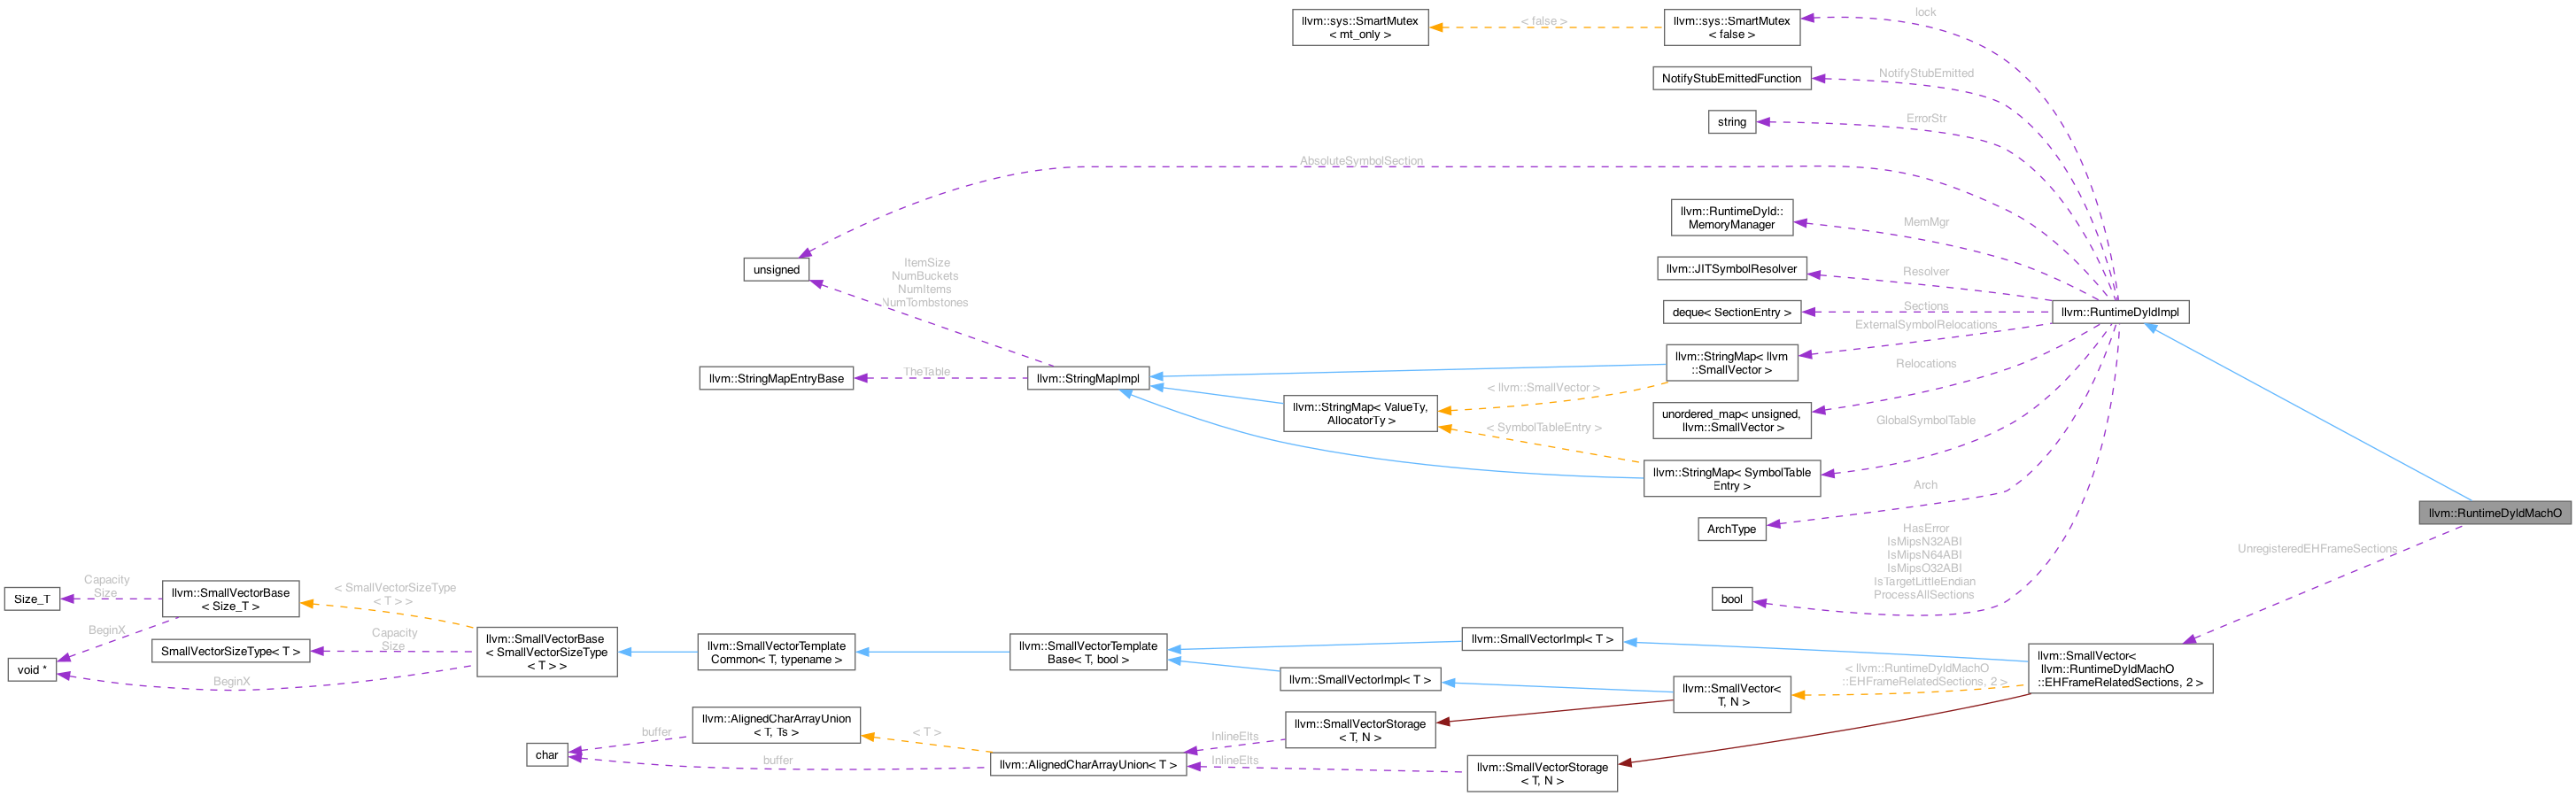 llvm::sys::SmartMutex
< mt_only >
< false >
llvm::sys::SmartMutex
< false >
lock
NotifyStubEmittedFunction
NotifyStubEmitted
string
ErrorStr
AbsoluteSymbolSection
llvm::RuntimeDyld::
MemoryManager
MemMgr
unsigned
ItemSize
NumBuckets
NumItems
NumTombstones
llvm::JITSymbolResolver
Resolver
deque< SectionEntry >
Sections
llvm::RuntimeDyldImpl
ExternalSymbolRelocations
llvm::StringMap< llvm
::SmallVector >
Relocations
llvm::StringMapEntryBase
TheTable
llvm::StringMapImpl
< llvm::SmallVector >
llvm::StringMap< ValueTy,
AllocatorTy >
unordered_map< unsigned,
llvm::SmallVector >
GlobalSymbolTable
< SymbolTableEntry >
llvm::StringMap< SymbolTable
Entry >
Arch
ArchType
llvm::RuntimeDyldMachO
HasError
IsMipsN32ABI
IsMipsN64ABI
IsMipsO32ABI
IsTargetLittleEndian
ProcessAllSections
UnregisteredEHFrameSections
bool
Size_T
Capacity
Size
llvm::SmallVectorBase
< Size_T >
< SmallVectorSizeType
< T > >
BeginX
SmallVectorSizeType< T >
Capacity
Size
void *
BeginX
llvm::SmallVectorBase
< SmallVectorSizeType
< T > >
llvm::SmallVectorTemplate
Common< T, typename >
llvm::SmallVectorTemplate
Base< T, bool >
llvm::SmallVectorImpl< T >
llvm::SmallVectorImpl< T >
< llvm::RuntimeDyldMachO
::EHFrameRelatedSections, 2 >
llvm::SmallVector<
T, N >
llvm::SmallVector<
llvm::RuntimeDyldMachO
::EHFrameRelatedSections, 2 >
char
buffer
buffer
llvm::AlignedCharArrayUnion
< T, Ts >
< T >
llvm::AlignedCharArrayUnion< T >
InlineElts
InlineElts
llvm::SmallVectorStorage
< T, N >
llvm::SmallVectorStorage
< T, N >